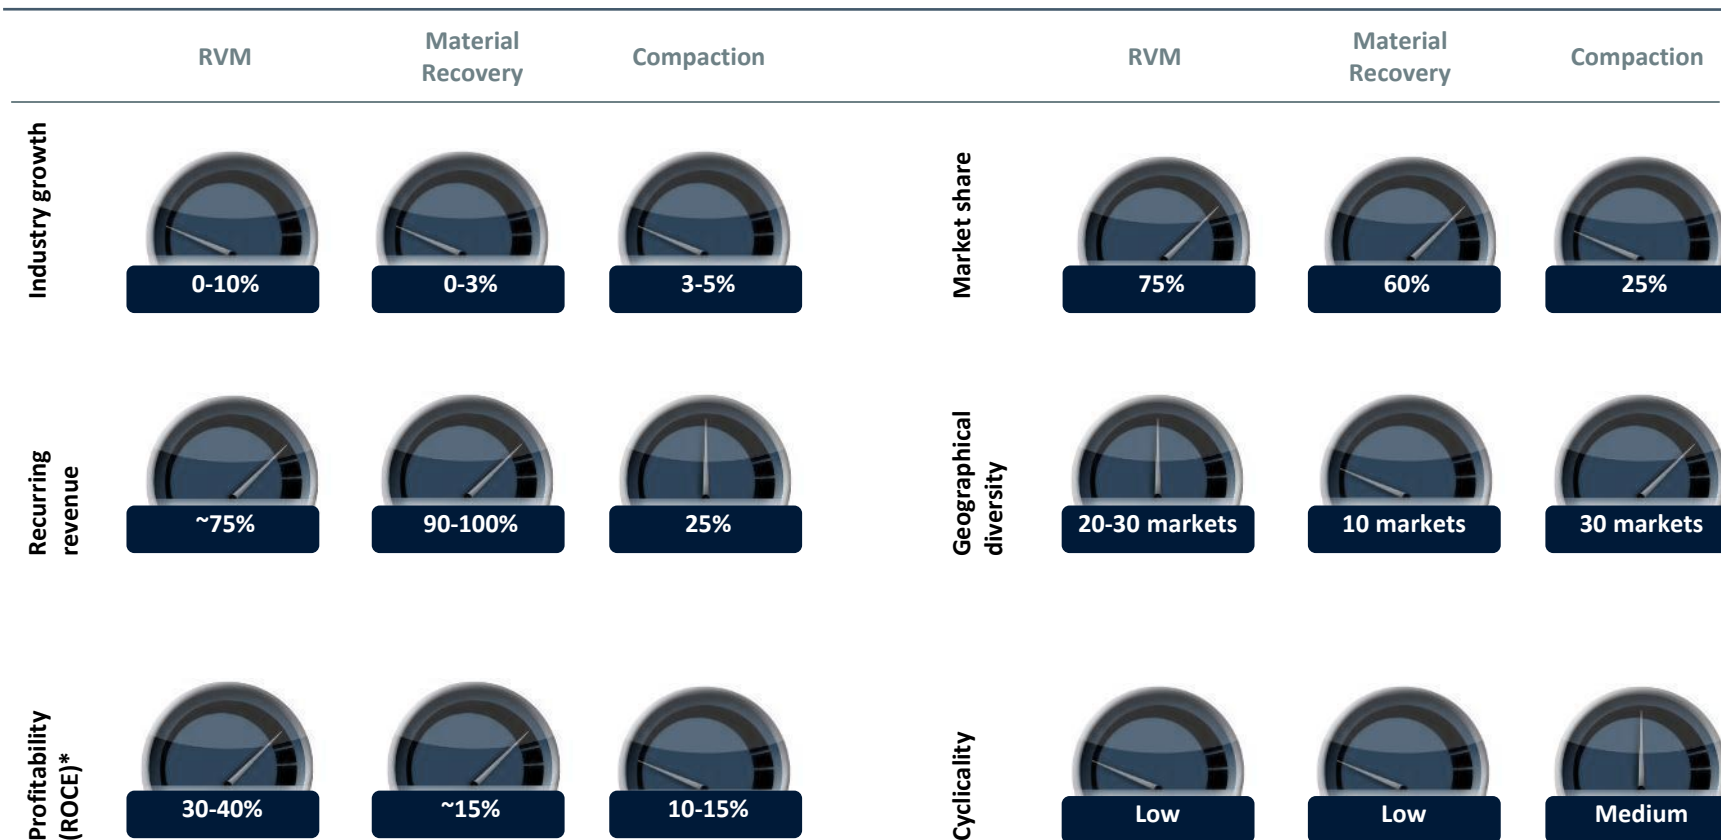 RVM
Material
Recovery
Compaction
RVM
Material
Recovery
Compaction
Industry growth
0-10%
0-3%
3-5%
Market share
75%
60%
25%
Recurring
revenue
~75%
90-100%
25%
Geographical
diversity
20-30 markets
10 markets
30 markets
Profitability
(ROCE)*
30-40%
~15%
10-15%
Cyclicality
Low
Low
Medium